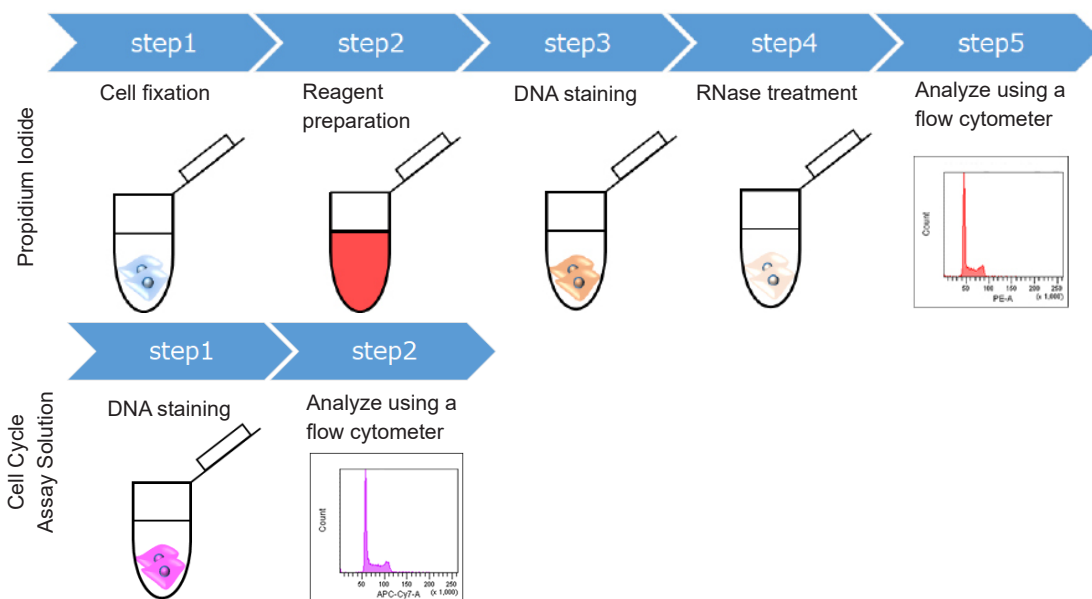 step1
step2
step3
step4
step5
Propidium Iodide
Cell fixation
Reagent
preparation
DNA staining
RNase treatment
Analyze using a
flow cytometer
Count
50 100 150 200 250
PE-A
(x 1,000)
step1
step2
Cell Cycle
Assay Solution
DNA staining
Analyze using a
flow cytometer
Count
50 100 150 200 250
APC-Cy7-A
(x 1,000)